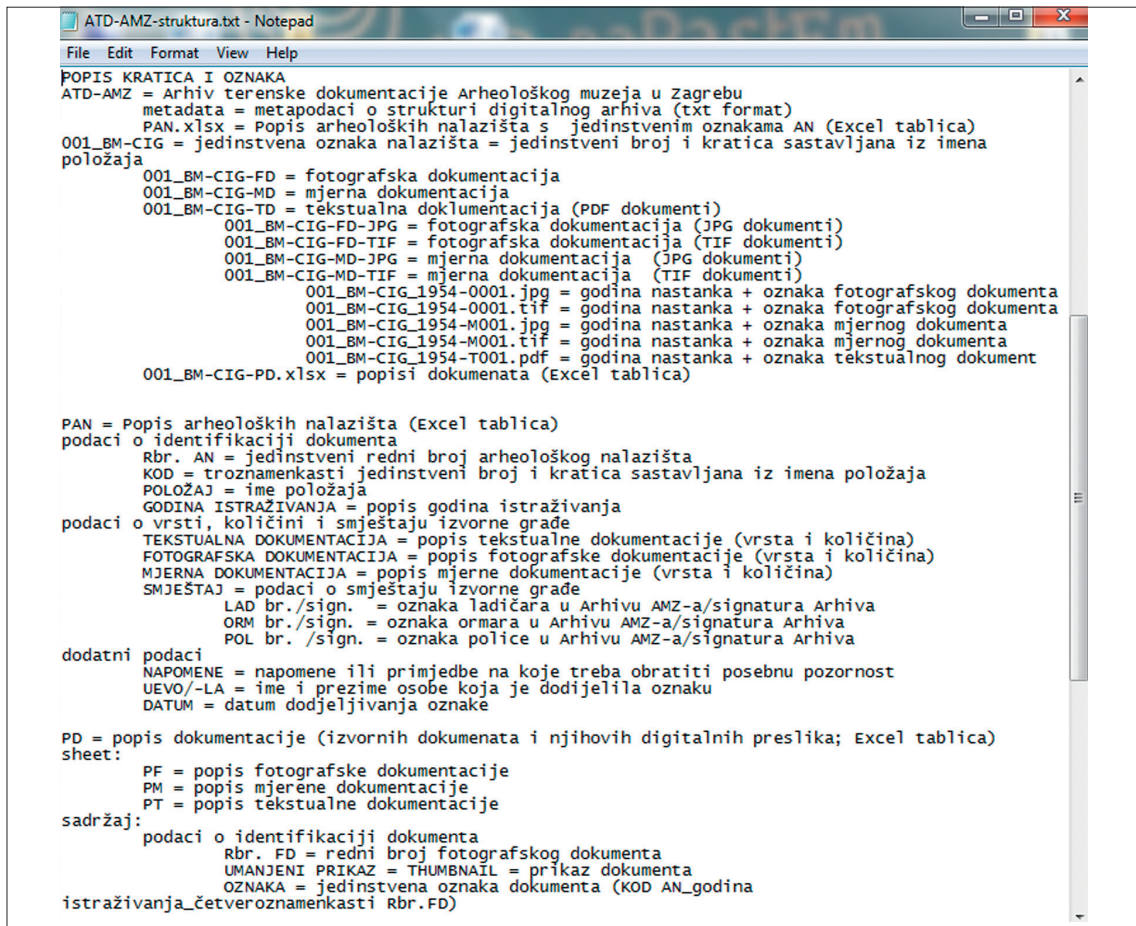 ATD-AMZ-struktura.txt - Notepad
File Edit Format View Help
POPIS KRATICA I OZNAKA
ATD-AMZ = Arhiv terenske dokumentacije Arheološkog muzeja u Zagrebu
metadata = metapodaci o strukturi digitalnog arhiva (txt format)
PAN.xlsx = Popis arheoloških nalazišta s jedinstvenim oznakama AN (Excel tablica)
001_BM-CIG = jedinstvena oznaka nalazišta = jedinstveni broj i kratica sastavljana iz imena
položaja
001_BM-CIG-FD = fotografska dokumentacija
001_BM-CIG-MD = mjerna dokumentacija
001_BM-CIG-TD = tekstualna doklumentacija (PDF dokumenti)
001_BM-CIG-FD-JPG = fotografska dokumentacija (JPG dokumenti)
001_BM-CIG-FD-TIF = fotografska dokumentacija (TIF dokumenti)
001_BM-CIG-MD-JPG = mjerna dokumentacija (JPG dokumenti)
001_BM-CIG-MD-TIF = mjerna dokumentacija (TIF dokumenti)
001_BM-CIG_1954-0001.jpg = godina nastanka + oznaka fotografskog dokumenta
001_BM-CIG_1954-0001.tif = godina nastanka + oznaka fotografskog dokumenta
001_BM-CIG_1954-M001.jpg = godina nastanka + oznaka mjernog dokumenta
001_BM-CIG_1954-M001.tif = godina nastanka + oznaka mjernog dokumenta
001_BM-CIG_1954-T001.pdf = godina nastanka + oznaka tekstualnog dokument
001_BM-CIG-PD.xlsx = popisi dokumenata (Excel tablica)
PAN = Popis arheoloških nalazišta (Excel tablica)
podaci o identifikaciji dokumenta
Rbr. AN = jedinstveni redni broj arheološkog nalazišta
KOD = troznamenkasti jedinstveni broj i kratica sastavljana iz imena položaja
POLOŽAJ = ime položaja
GODINA ISTRAŽIVANJA = popis godina istraživanja
podaci o vrsti, količini i smještaju izvorne građe
TEKSTUALNA DOKUMENTACIJA = popis tekstualne dokumentacije (vrsta i količina)
FOTOGRAFSKA DOKUMENTACIJA = popis fotografske dokumentacije (vrsta i količina)
MJERNA DOKUMENTACIJA = popis mjerne dokumentacije (vrsta i količina)
SMJEŠTAJ = podaci o smještaju izvorne građe
LAD br./sign. = oznaka ladičara u Arhivu AMZ-a/signatura Arhiva
ORM br./sign. = oznaka ormara u Arhivu AMZ-a/signatura Arhiva
POL br. /sign. = oznaka police u Arhivu AMZ-a/signatura Arhiva
dodatni podaci
NAPOMENE = napomene ili primjedbe na koje treba obratiti posebnu pozornost
UEVO/-LA = ime i prezime osobe koja je dodijelila oznaku
DATUM = datum dodjeljivanja oznake
PD = popis dokumentacije (izvornih dokumenata i njihovih digitalnih preslika; Excel tablica)
sheet:
PF = popis fotografske dokumentacije
PM = popis mjerene dokumentacije
PT = popis tekstualne dokumentacije
sadržaj:
podaci o identifikaciji dokumenta
Rbr. FD = redni broj fotografskog dokumenta
UMANJENI PRIKAZ = THUMBNAIL = prikaz dokumenta
OZNAKA = jedinstvena oznaka dokumenta (KOD AN_godina
istraživanja_četveroznamenkasti Rbr.FD)